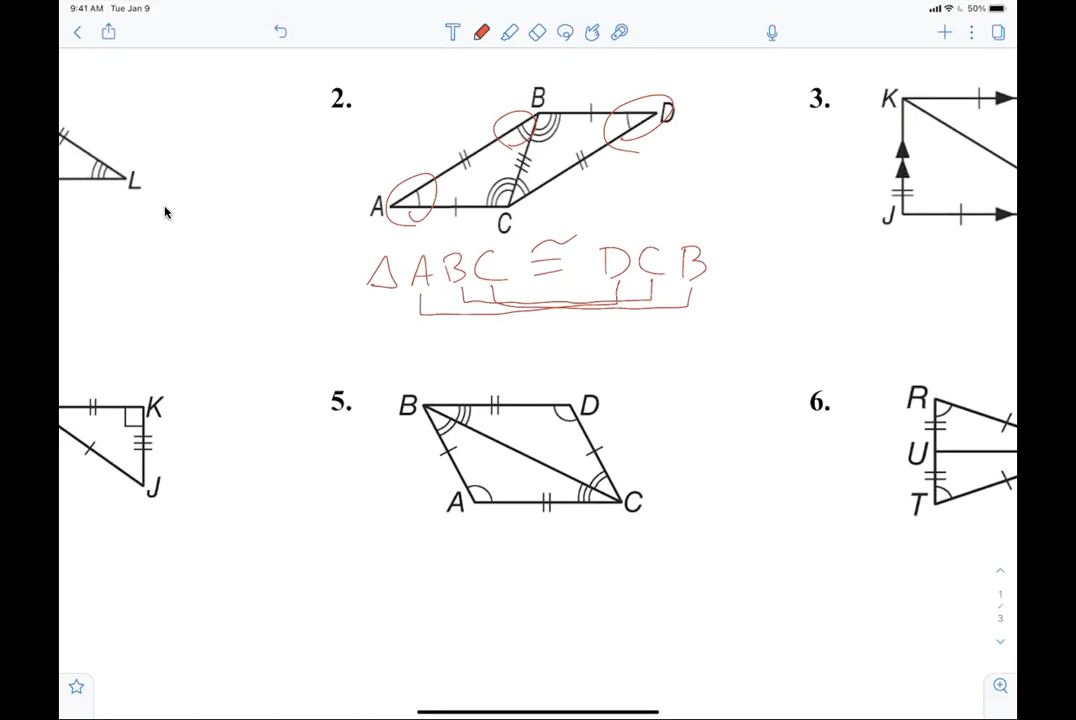 9:41 AM Tue Jan 9
50%
T
2.
B
D
A
C
△ABC ≅ DCB
L
3.
K
J
K
J
5.
B
D
A
C
6.
R
U
T
1
/
3